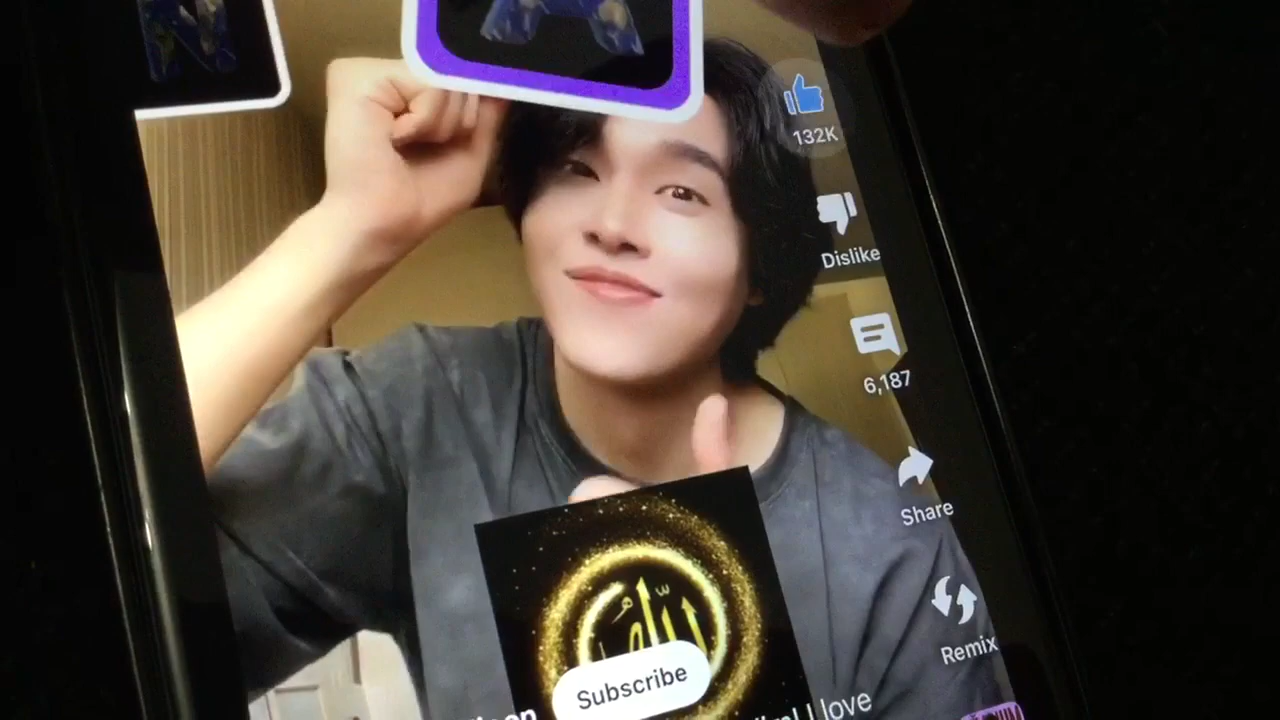 A
132K
Dislike
6,187
Share
Remix
الله
Subscribe
I love